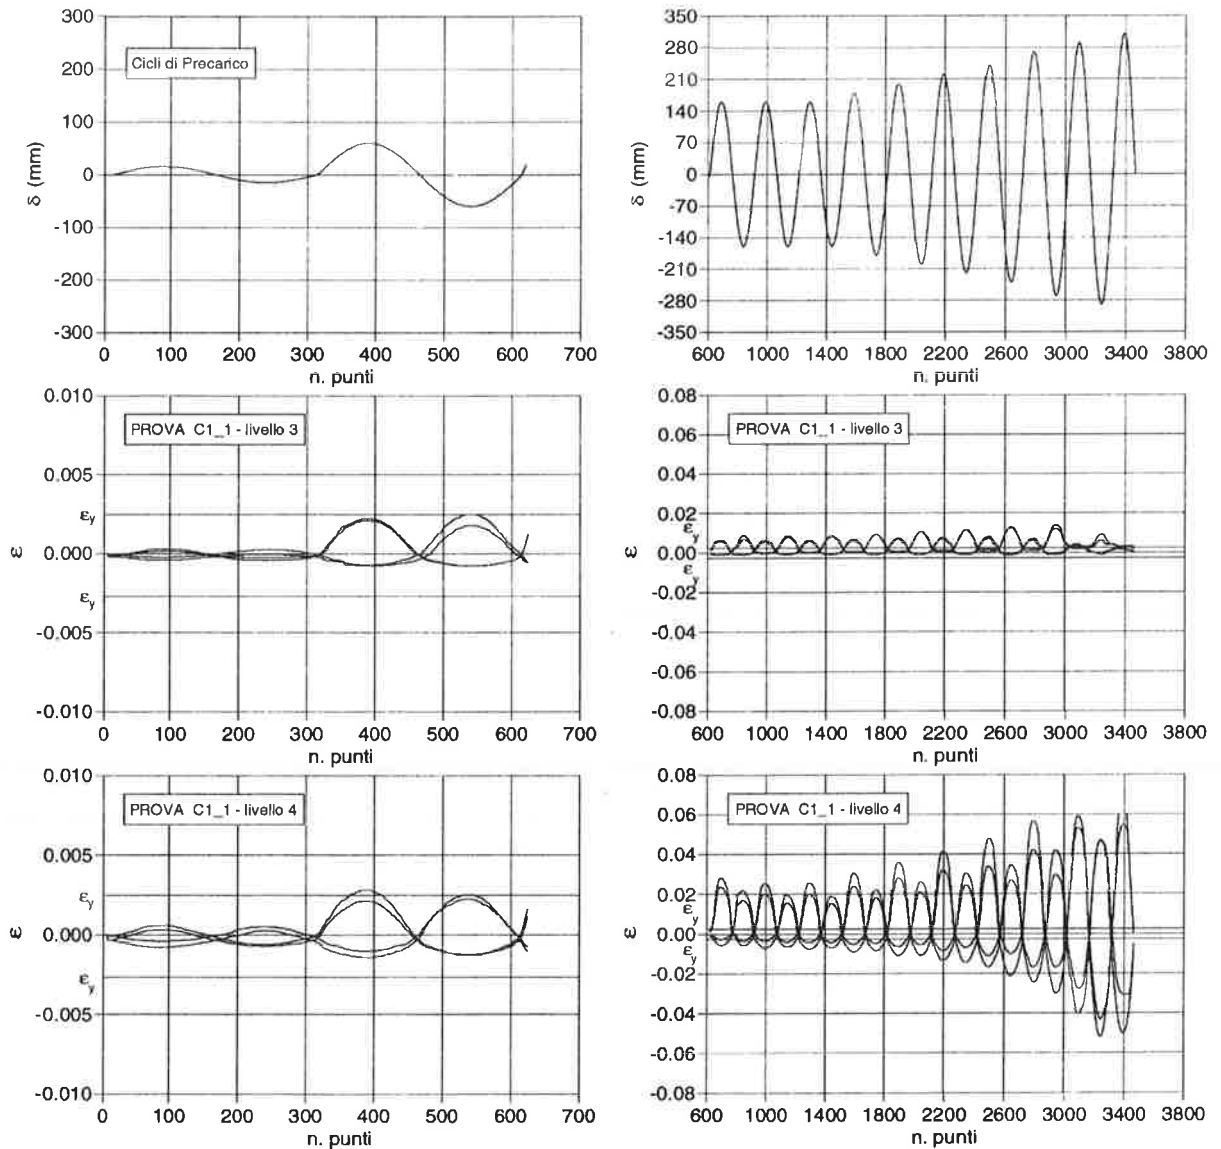 300
200
100
0
-100
-200
-300
δ (mm)
Cicli di Precarico
0 100 200 300 400 500 600 700
n. punti
350
280
210
140
70
0
-70
-140
-210
-280
-350
δ (mm)
600 1000 1400 1800 2200 2600 3000 3400 3800
n. punti
0.010
0.005
εy
0.000
εy
-0.005
-0.010
ε
PROVA C1_1 - livello 3
0 100 200 300 400 500 600 700
n. punti
0.08
0.06
0.04
0.02
εy
0.00
εy
-0.02
-0.04
-0.06
-0.08
ε
PROVA C1_1 - livello 3
600 1000 1400 1800 2200 2600 3000 3400 3800
n. punti
0.010
0.005
εy
0.000
εy
-0.005
-0.010
ε
PROVA C1_1 - livello 4
0 100 200 300 400 500 600 700
n. punti
0.08
0.06
0.04
0.02
εy
0.00
εy
-0.02
-0.04
-0.06
-0.08
ε
PROVA C1_1 - livello 4
600 1000 1400 1800 2200 2600 3000 3400 3800
n. punti